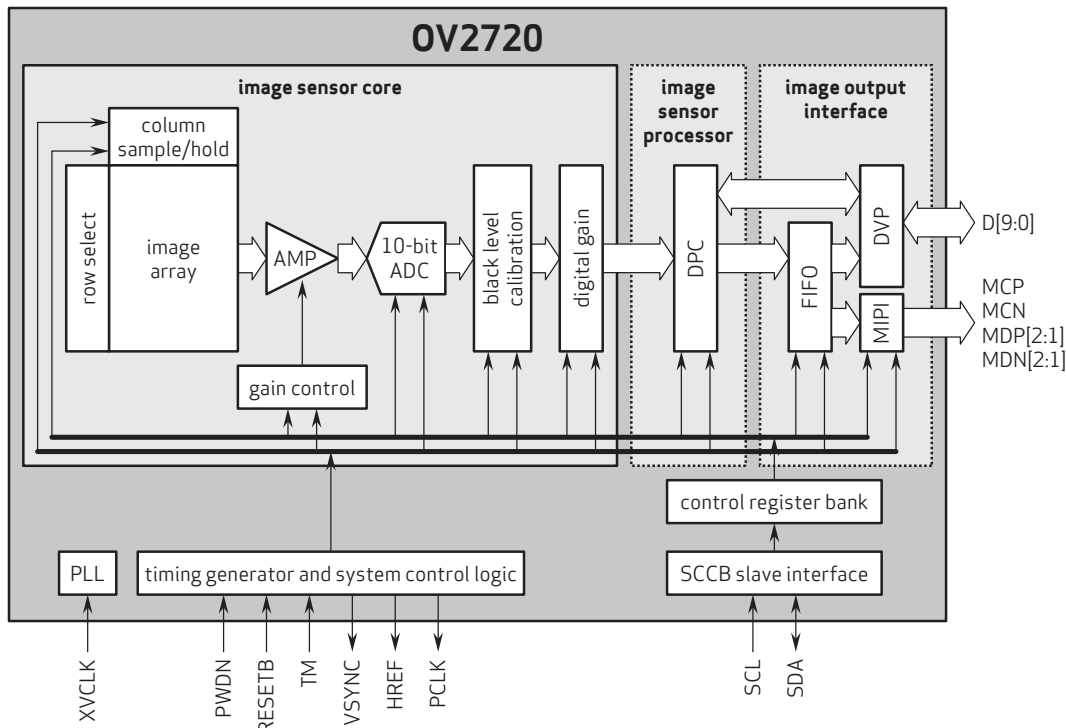 OV2720
image sensor core
image
sensor
processor
image output
interface
column
sample/hold
row select
image
array
AMP
10-bit
ADC
black level
calibration
digital gain
DPC
FIFO
DVP
MIPI
D[9:0]
MCP
MCN
MDP[2:1]
MDN[2:1]
gain control
control register bank
PLL
timing generator and system control logic
SCCB slave interface
XVCLK
PWDN
RESETB
TM
VSYNC
HREF
PCLK
SCL
SDA